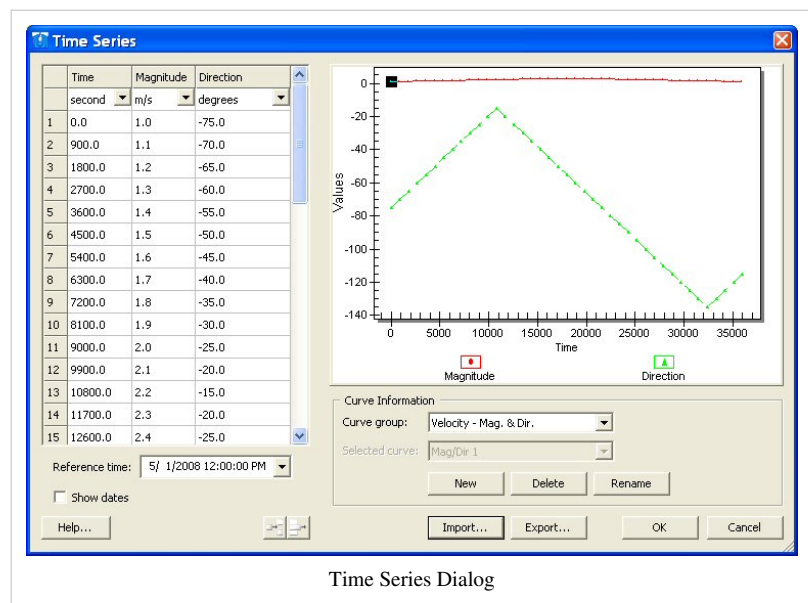 Time Series
Time Magnitude Direction
second m/s degrees
1 0.0 1.0 -75.0
2 900.0 1.1 -70.0
3 1800.0 1.2 -65.0
4 2700.0 1.3 -60.0
5 3600.0 1.4 -55.0
6 4500.0 1.5 -50.0
7 5400.0 1.6 -45.0
8 6300.0 1.7 -40.0
9 7200.0 1.8 -35.0
10 8100.0 1.9 -30.0
11 9000.0 2.0 -25.0
12 9900.0 2.1 -20.0
13 10800.0 2.2 -15.0
14 11700.0 2.3 -20.0
15 12600.0 2.4 -25.0
Reference time: 5/ 1/2008 12:00:00 PM
Show dates
Help...
0
-20
-40
-60
-80
-100
-120
-140
Values
0 5000 10000 15000 20000 25000 30000 35000
Time
Magnitude Direction
Curve Information
Curve group: Velocity - Mag. & Dir.
Selected curve: Mag/Dir 1
New Delete Rename
Import... Export... OK Cancel
Time Series Dialog